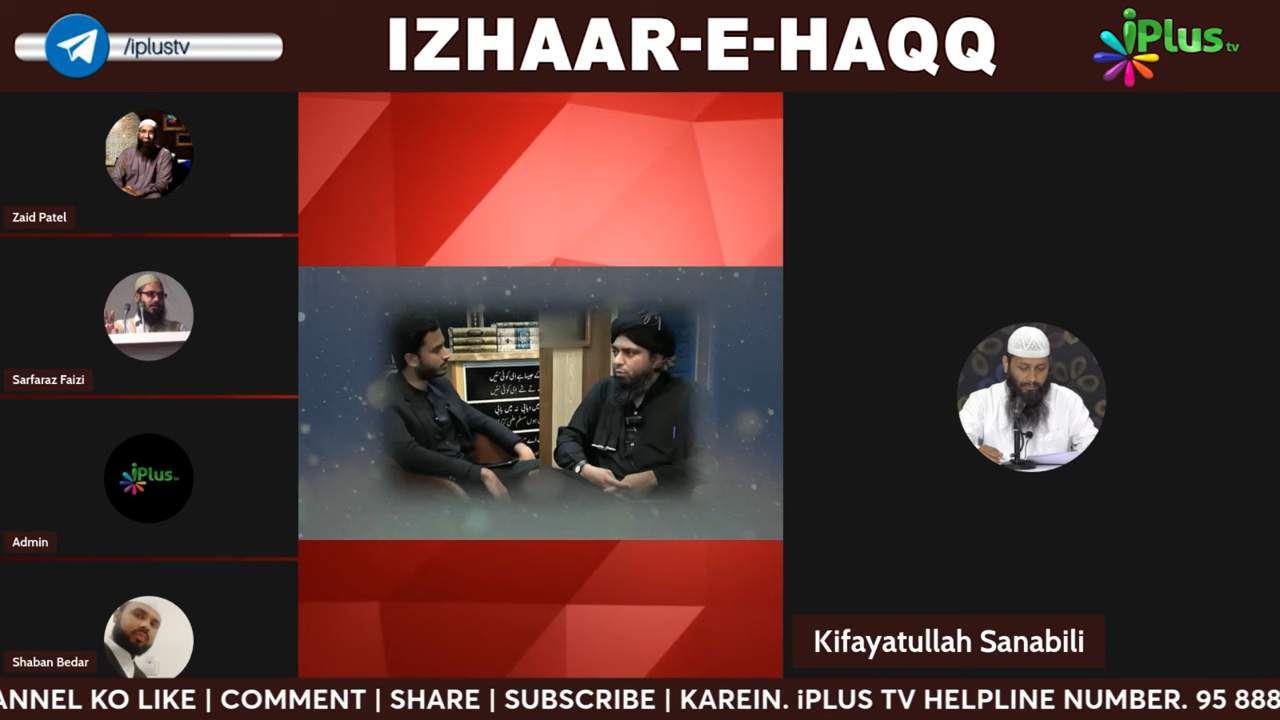 /iplustv
IZHAAR-E-HAQQ
iPlus tv
Zaid Patel
Sarfaraz Faizi
iPlus tv
Admin
Shaban Bedar
Kifayatullah Sanabili
ANNEL KO LIKE | COMMENT | SHARE | SUBSCRIBE | KAREIN. iPLUS TV HELPLINE NUMBER. 95 888